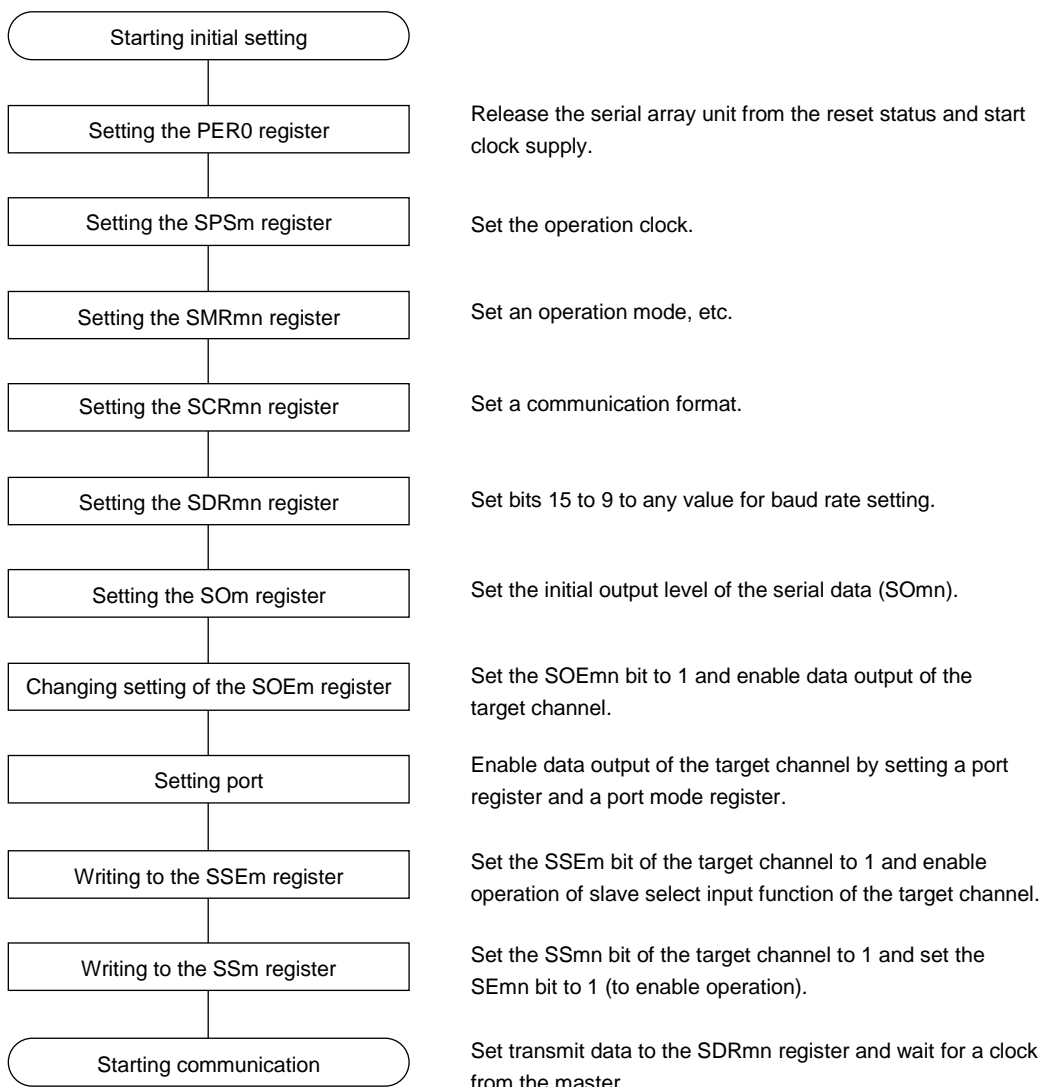 Starting initial setting
Setting the PER0 register
Release the serial array unit from the reset status and start
clock supply.
Setting the SPSm register
Set the operation clock.
Setting the SMRmn register
Set an operation mode, etc.
Setting the SCRmn register
Set a communication format.
Setting the SDRmn register
Set bits 15 to 9 to any value for baud rate setting.
Setting the SOm register
Set the initial output level of the serial data (SOmn).
Changing setting of the SOEm register
Set the SOEmn bit to 1 and enable data output of the
target channel.
Setting port
Enable data output of the target channel by setting a port
register and a port mode register.
Writing to the SSEm register
Set the SSEm bit of the target channel to 1 and enable
operation of slave select input function of the target channel.
Writing to the SSm register
Set the SSmn bit of the target channel to 1 and set the
SEmn bit to 1 (to enable operation).
Starting communication
Set transmit data to the SDRmn register and wait for a clock
from the master.